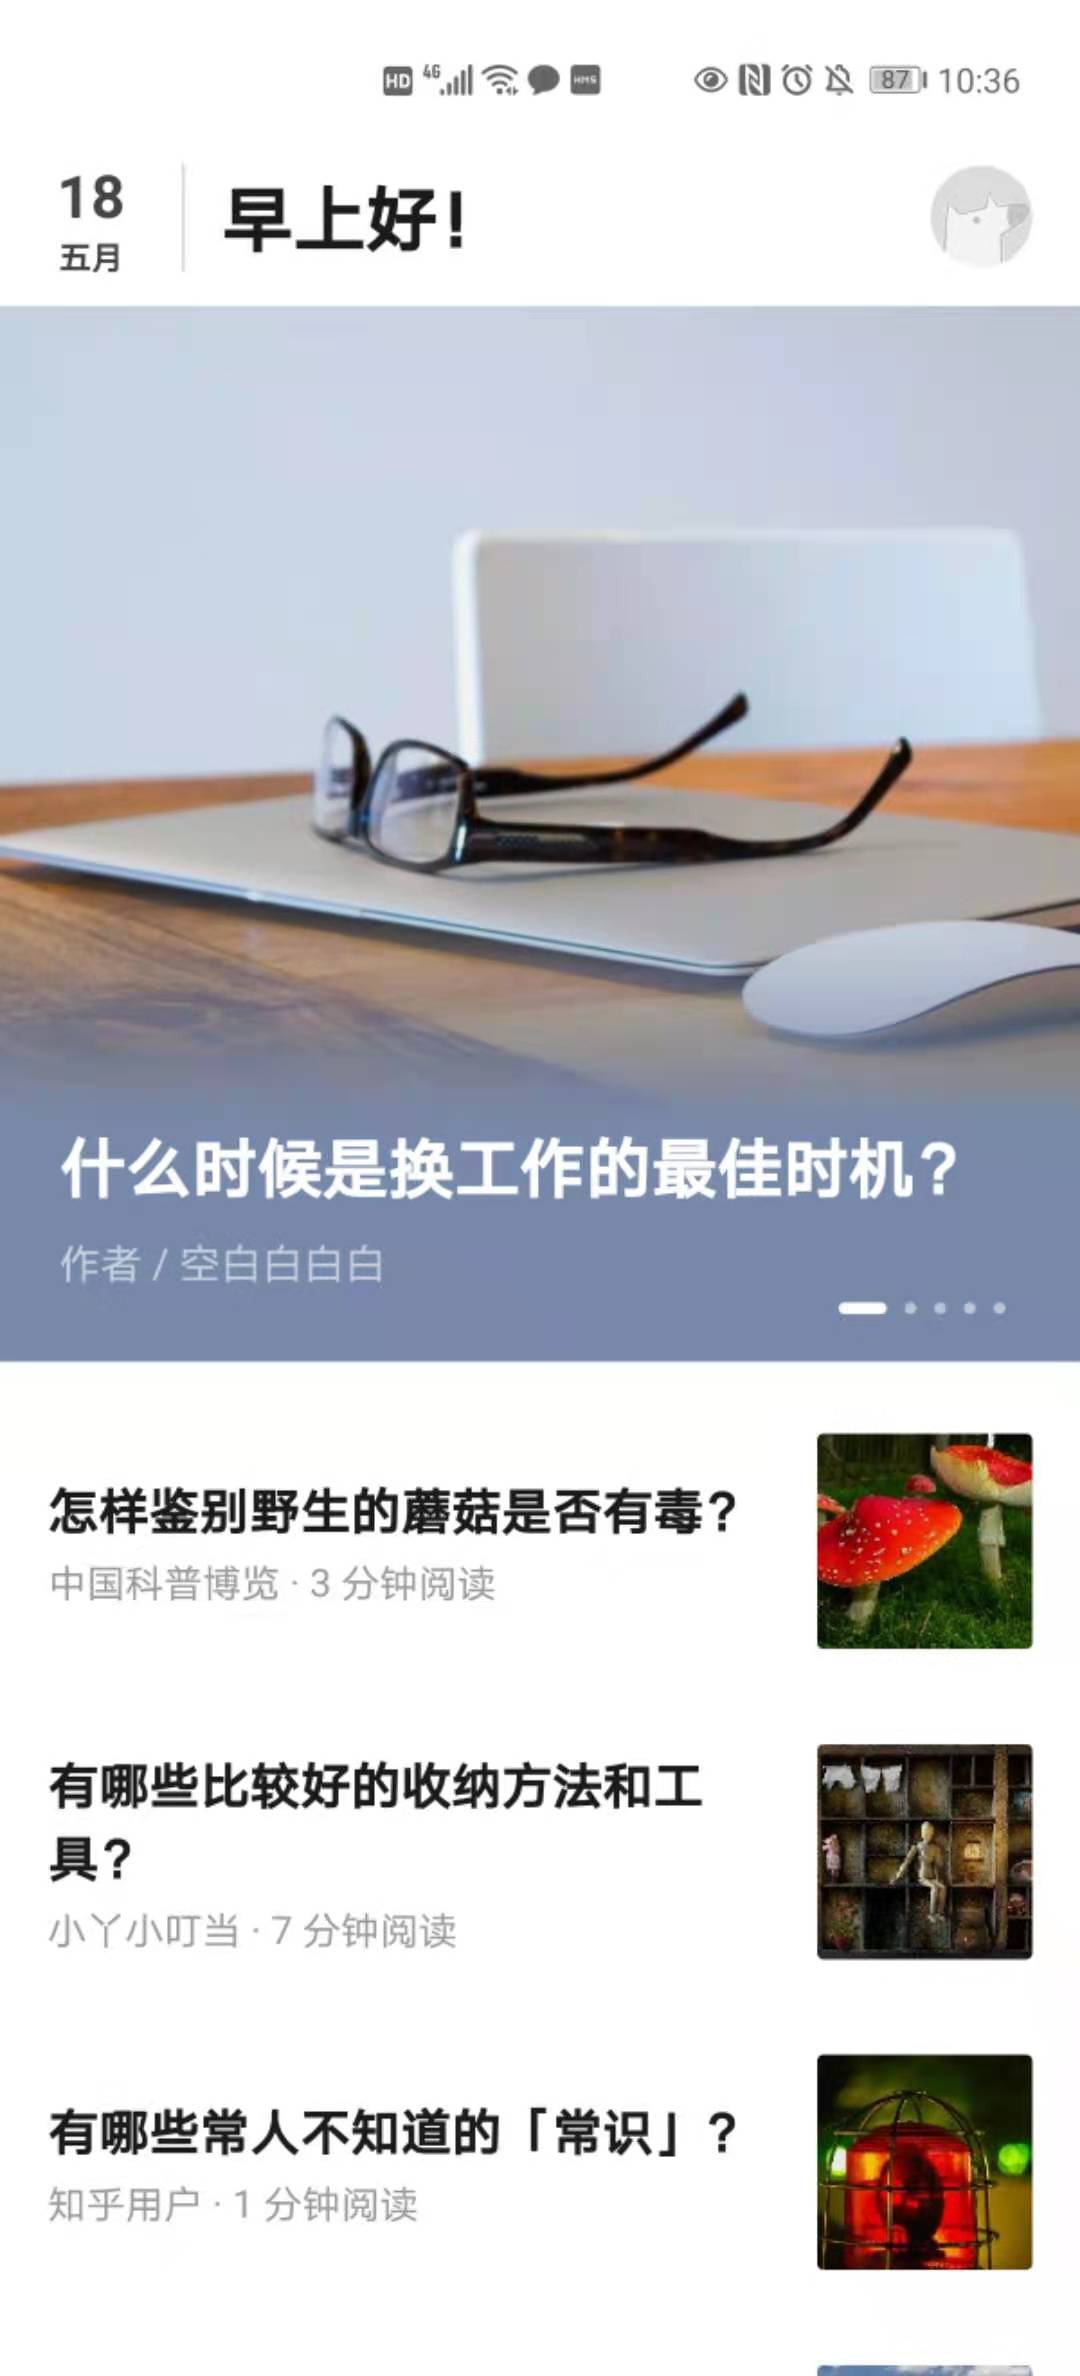 HD 4G HMS 87 10:36
18
五月
早上好!
什么时候是换工作的最佳时机?
作者 / 空白白白白
怎样鉴别野生的蘑菇是否有毒?
中国科普博览 · 3 分钟阅读
有哪些比较好的收纳方法和工
具?
小丫小叮当 · 7 分钟阅读
有哪些常人不知道的「常识」?
知乎用户 · 1 分钟阅读